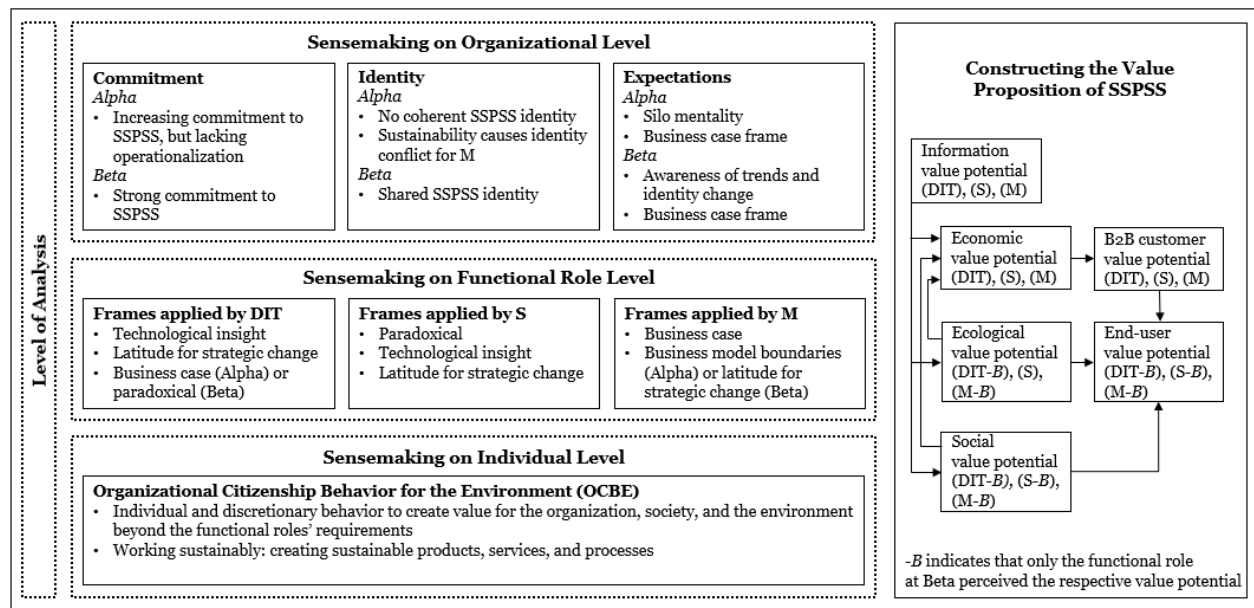 Level of Analysis
Sensemaking on Organizational Level
Commitment
Alpha
• Increasing commitment to
SSPSS, but lacking
operationalization
Beta
• Strong commitment to
SSPSS
Identity
Alpha
• No coherent SSPSS identity
• Sustainability causes identity
conflict for M
Beta
• Shared SSPSS identity
Expectations
Alpha
• Silo mentality
• Business case frame
Beta
• Awareness of trends and
identity change
• Business case frame
Sensemaking on Functional Role Level
Frames applied by DIT
• Technological insight
• Latitude for strategic change
• Business case (Alpha) or
paradoxical (Beta)
Frames applied by S
• Paradoxical
• Technological insight
• Latitude for strategic change
Frames applied by M
• Business case
• Business model boundaries
(Alpha) or latitude for
strategic change (Beta)
Sensemaking on Individual Level
Organizational Citizenship Behavior for the Environment (OCBE)
• Individual and discretionary behavior to create value for the organization, society, and the environment
beyond the functional roles' requirements
• Working sustainably: creating sustainable products, services, and processes
Constructing the Value
Proposition of SSPSS
Information
value potential
(DIT), (S), (M)
Economic
value potential
(DIT), (S), (M)
B2B customer
value potential
(DIT), (S), (M)
Ecological
value potential
(DIT-B), (S),
(M-B)
End-user
value potential
(DIT-B), (S-B),
(M-B)
Social
value potential
(DIT-B), (S-B),
(M-B)
-B indicates that only the functional role
at Beta perceived the respective value potential